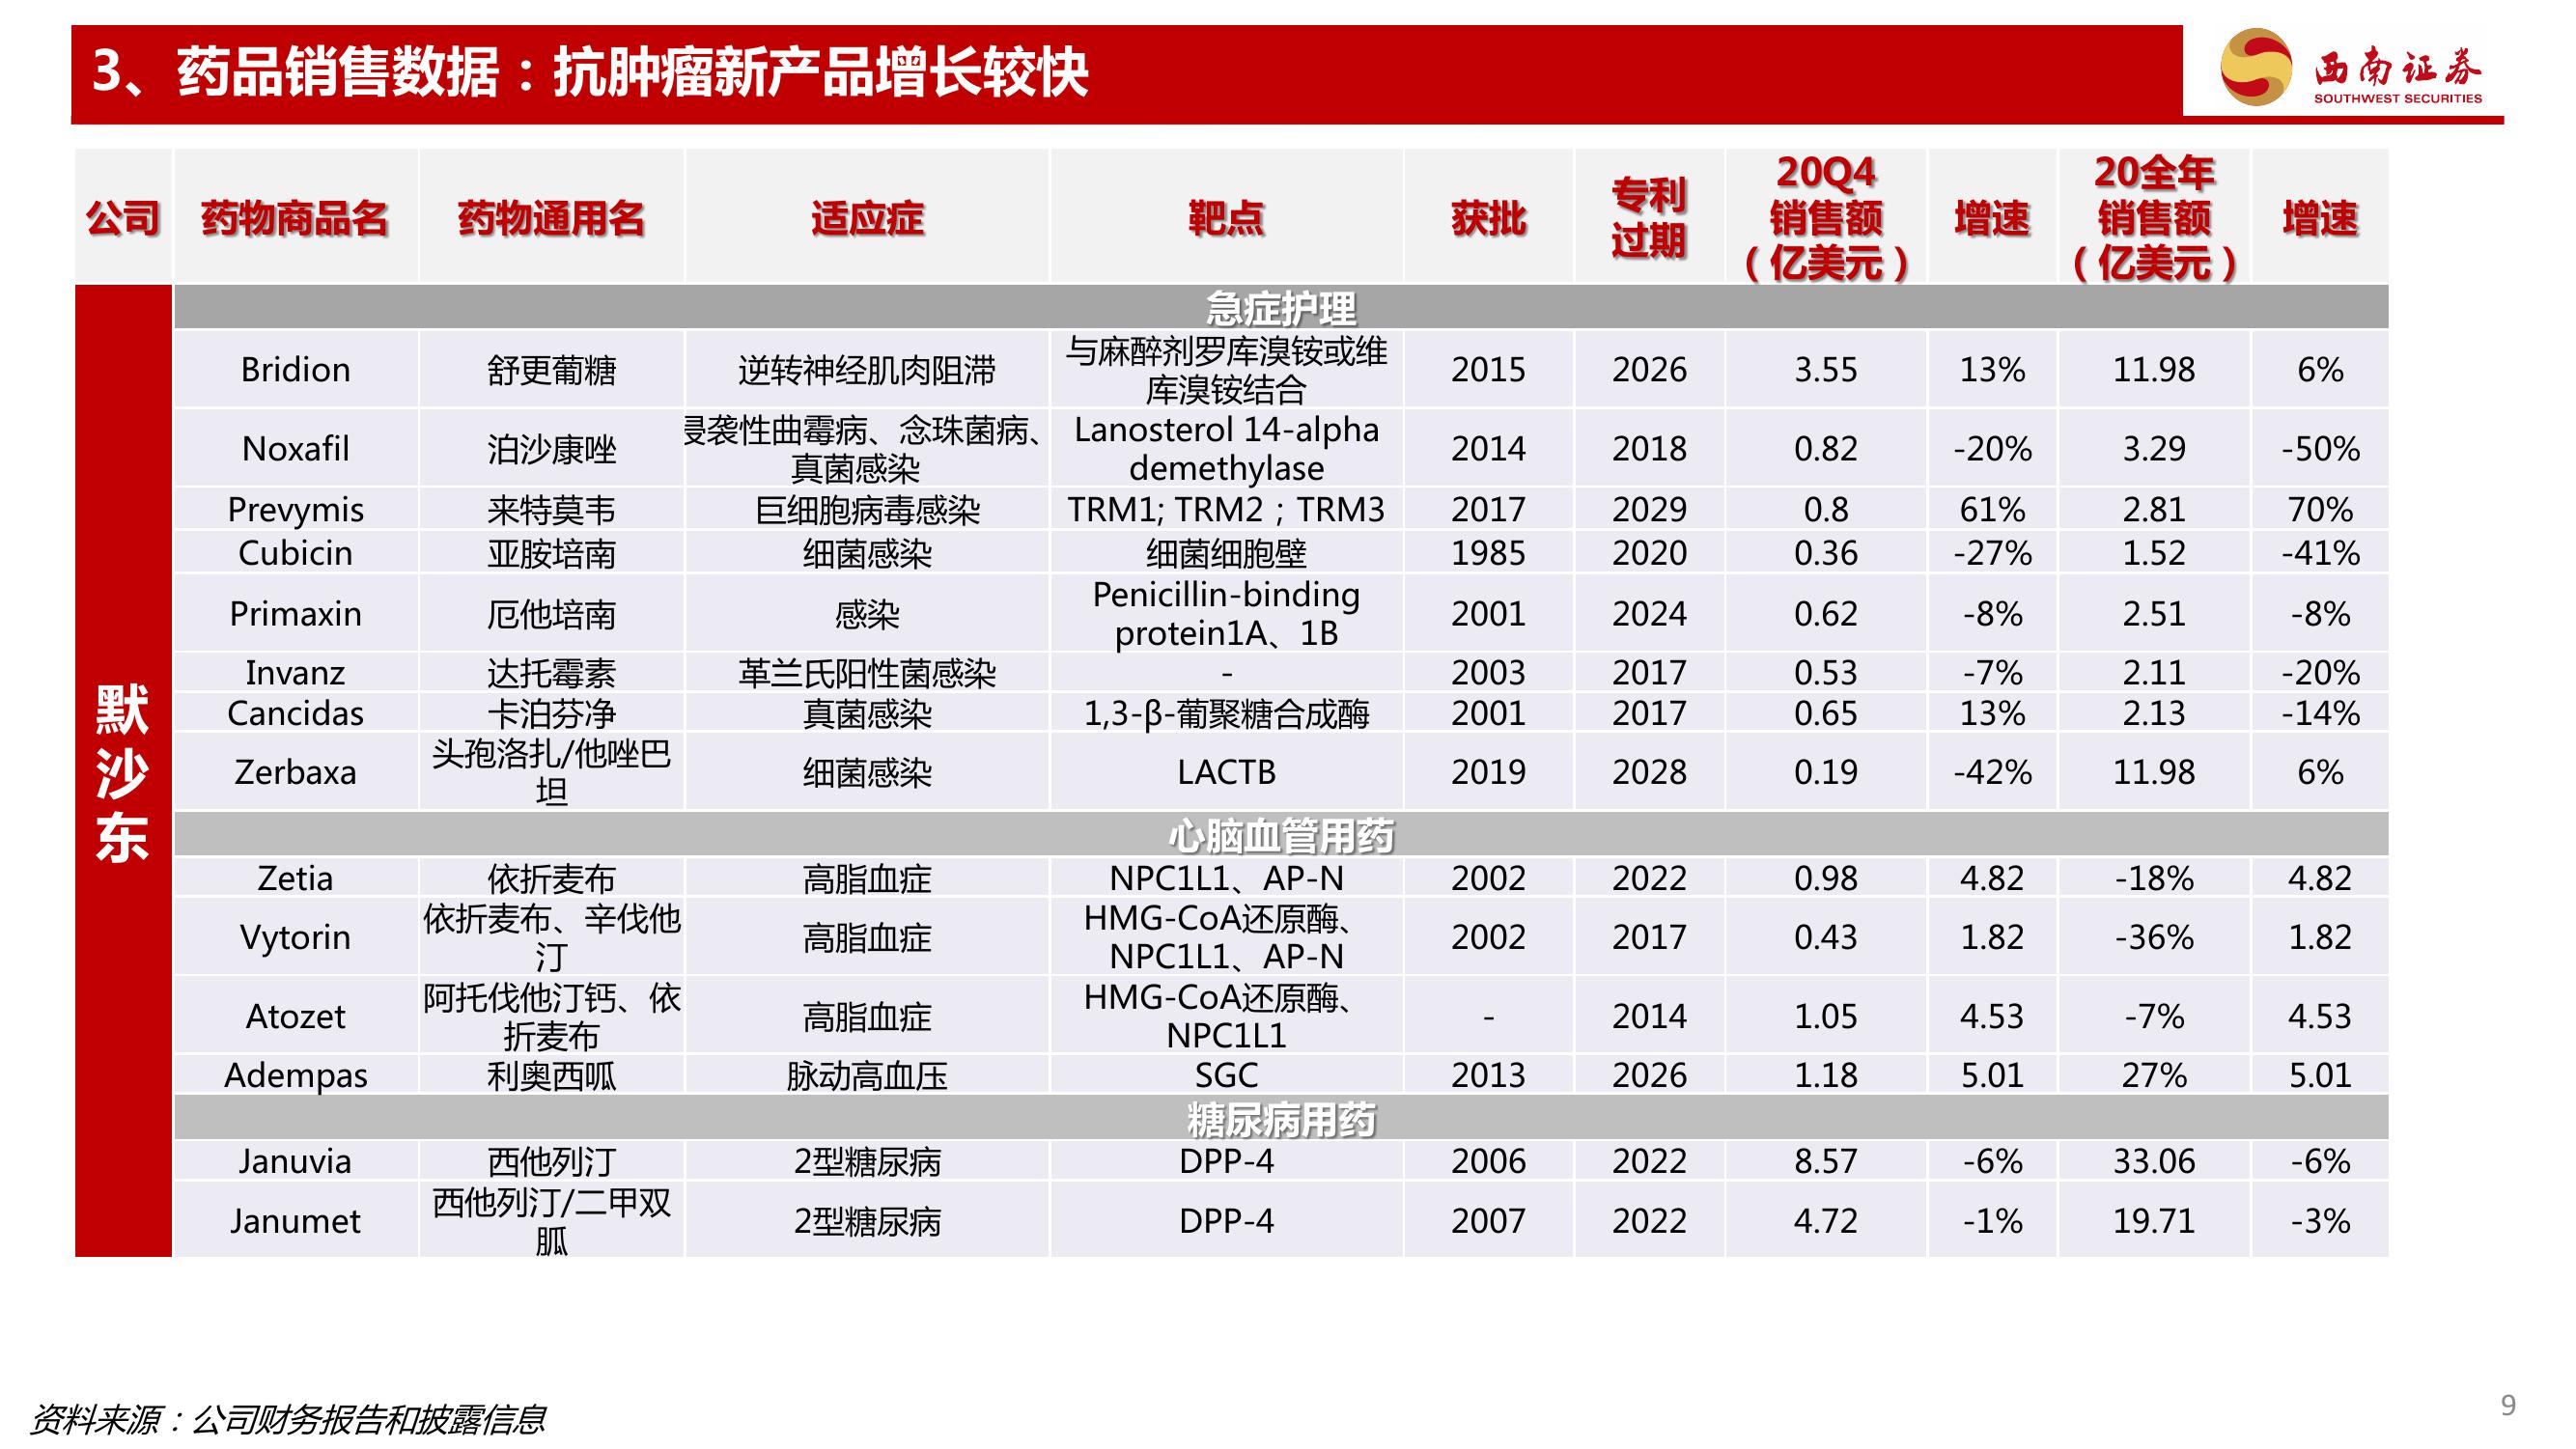 3、药品销售数据：抗肿瘤新产品增长较快
西南证券
SOUTHWEST SECURITIES
公司 药物商品名 药物通用名 适应症 靶点 获批 专利过期 20Q4销售额（亿美元） 增速 20全年销售额（亿美元） 增速
默沙东
急症护理
Bridion 舒更葡糖 逆转神经肌肉阻滞 与麻醉剂罗库溴铵或维库溴铵结合 2015 2026 3.55 13% 11.98 6%
Noxafil 泊沙康唑 浸袭性曲霉病、念珠菌病、真菌感染 Lanosterol 14-alpha demethylase 2014 2018 0.82 -20% 3.29 -50%
Prevymis 来特莫韦 巨细胞病毒感染 TRM1; TRM2；TRM3 2017 2029 0.8 61% 2.81 70%
Cubicin 亚胺培南 细菌感染 细菌细胞壁 1985 2020 0.36 -27% 1.52 -41%
Primaxin 厄他培南 感染 Penicillin-binding protein1A、1B 2001 2024 0.62 -8% 2.51 -8%
Invanz 达托霉素 革兰氏阳性菌感染 - 2003 2017 0.53 -7% 2.11 -20%
Cancidas 卡泊芬净 真菌感染 1,3-β-葡聚糖合成酶 2001 2017 0.65 13% 2.13 -14%
Zerbaxa 头孢洛扎/他唑巴坦 细菌感染 LACTB 2019 2028 0.19 -42% 11.98 6%
心脑血管用药
Zetia 依折麦布 高脂血症 NPC1L1、AP-N 2002 2022 0.98 4.82 -18% 4.82
Vytorin 依折麦布、辛伐他汀 高脂血症 HMG-CoA还原酶、NPC1L1、AP-N 2002 2017 0.43 1.82 -36% 1.82
Atozet 阿托伐他汀钙、依折麦布 高脂血症 HMG-CoA还原酶、NPC1L1 - 2014 1.05 4.53 -7% 4.53
Adempas 利奥西呱 脉动高血压 SGC 2013 2026 1.18 5.01 27% 5.01
糖尿病用药
Januvia 西他列汀 2型糖尿病 DPP-4 2006 2022 8.57 -6% 33.06 -6%
Janumet 西他列汀/二甲双胍 2型糖尿病 DPP-4 2007 2022 4.72 -1% 19.71 -3%
资料来源：公司财务报告和披露信息
9